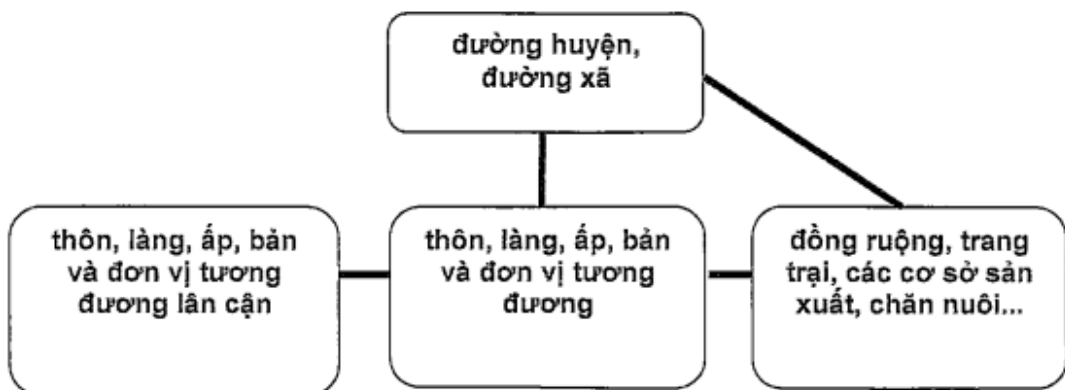 đường huyện,
đường xã
thôn, làng, ấp, bản
và đơn vị tương
đương lân cận
thôn, làng, ấp, bản
và đơn vị tương
đương
đồng ruộng, trang
trại, các cơ sở sản
xuất, chăn nuôi...